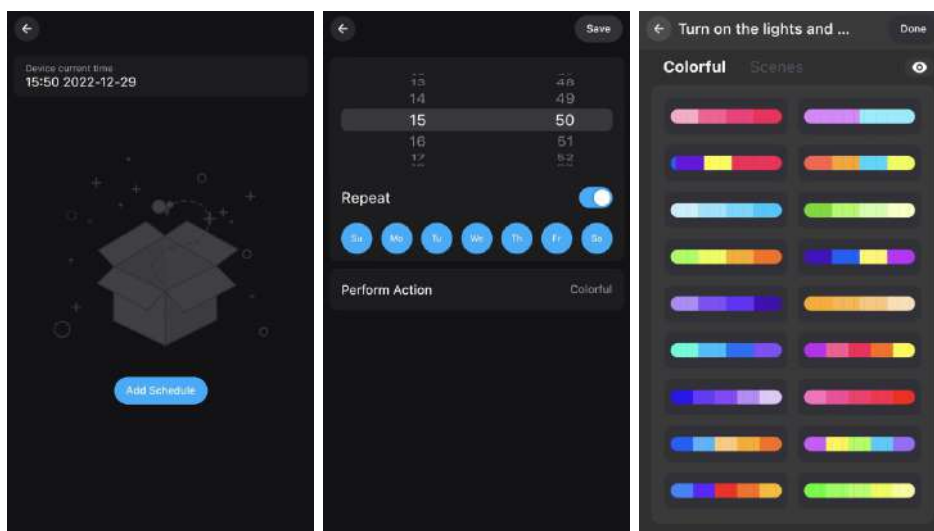 Device current time
15:50 2022-12-29
Add Schedule
Save
13 48
14 49
15 50
16 51
17 52
Repeat
Su Mo Tu We Th Fr Sa
Perform Action Colorful
Turn on the lights and ... Done
Colorful Scenes